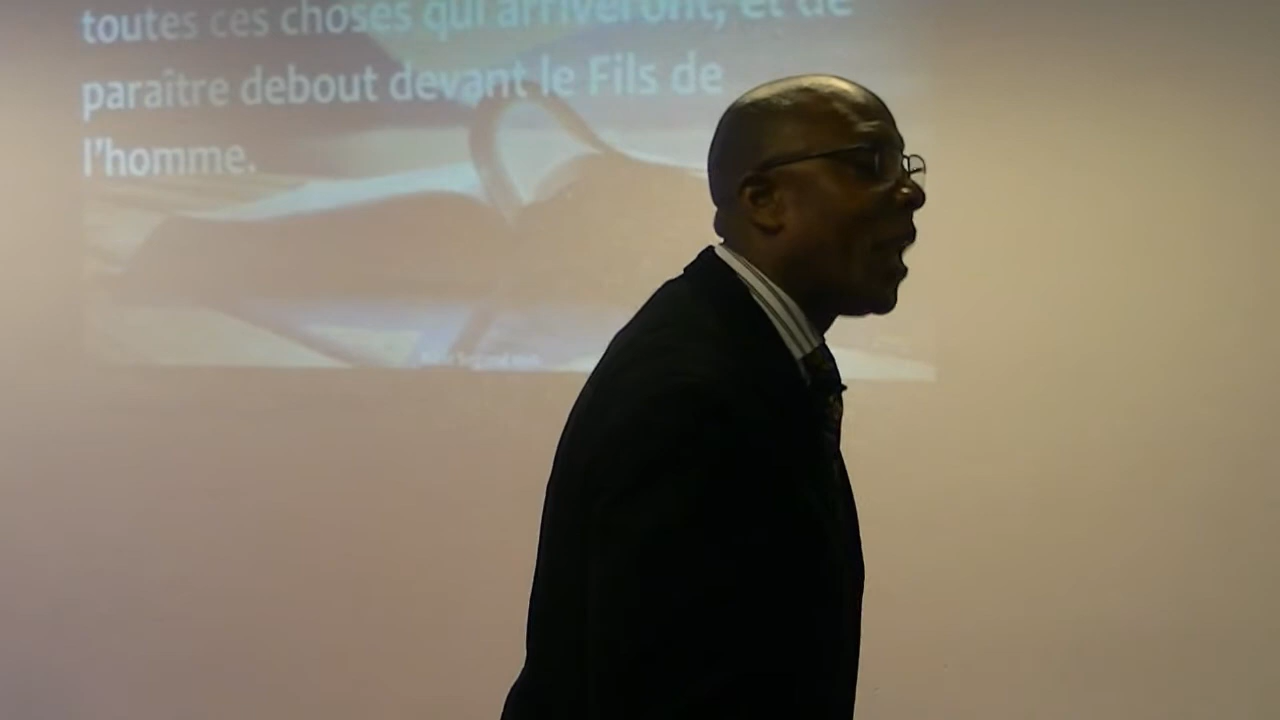 toutes ces choses qui arriveront, et de
paraître debout devant le Fils de
l'homme.